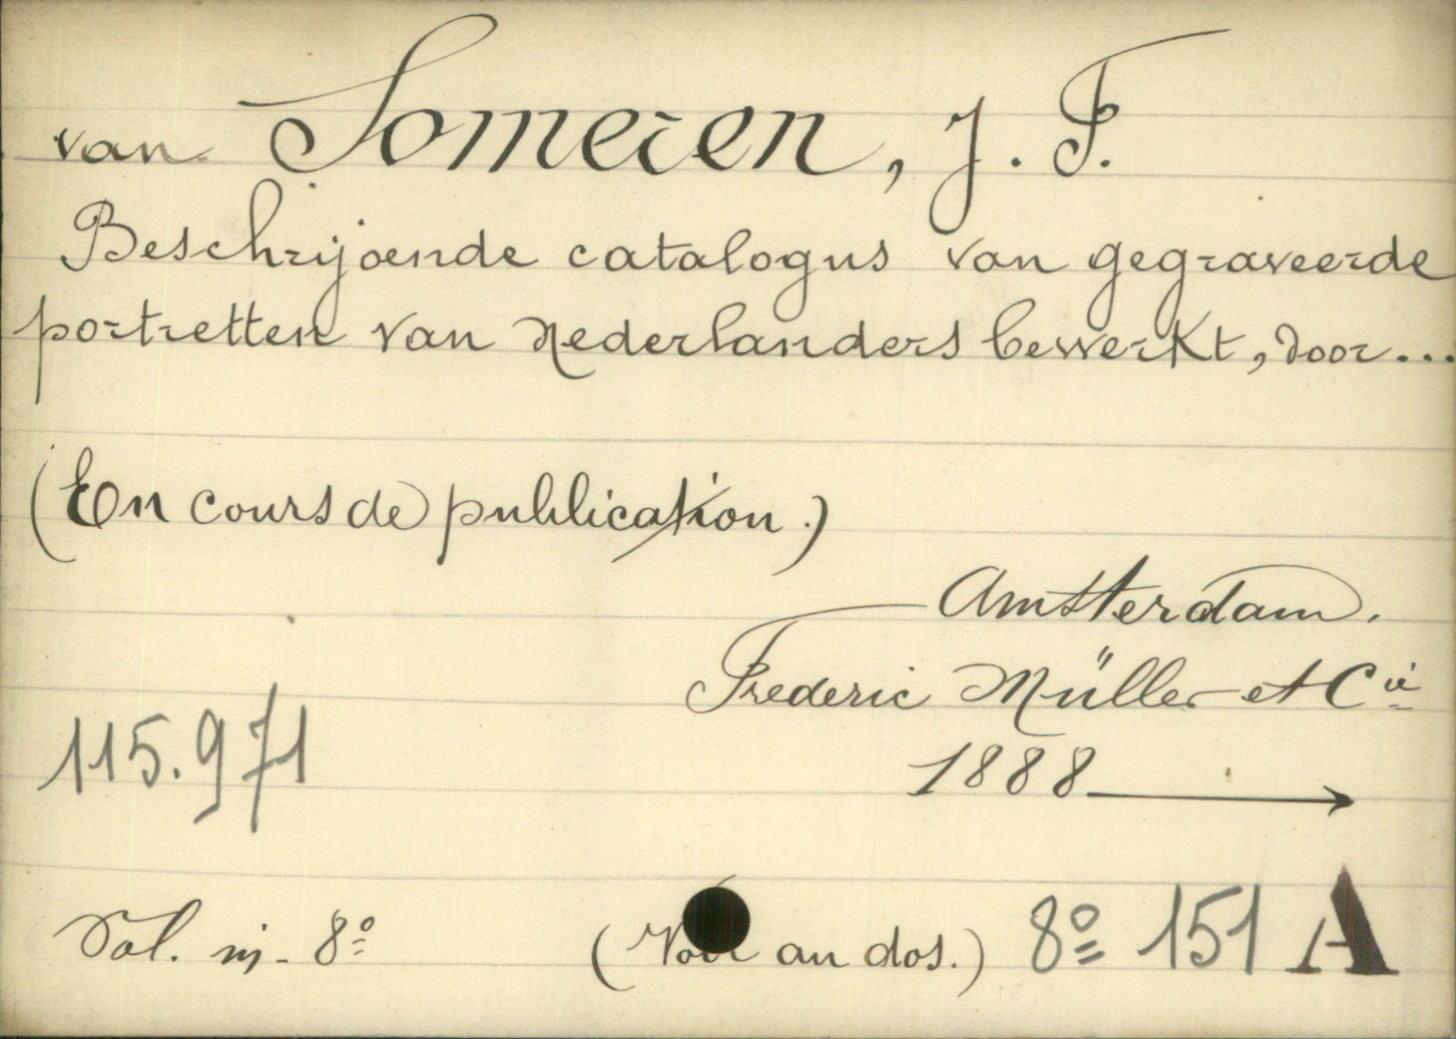 van Someren, J. F.
Beschrijvende catalogus van gegraveerde
portretten van Nederlanders bewerkt, door...
(En cours de publication.)
Amsterdam.
Frederic Müller et Cie
1888
115.971
Vol. in-8º (Voir au dos.) 8º 151 A